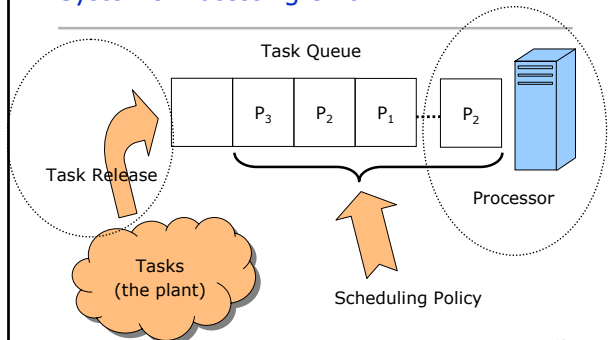 Task Queue
P₃ P₂ P₁ P₂
Task Release
Processor
Tasks
(the plant)
Scheduling Policy